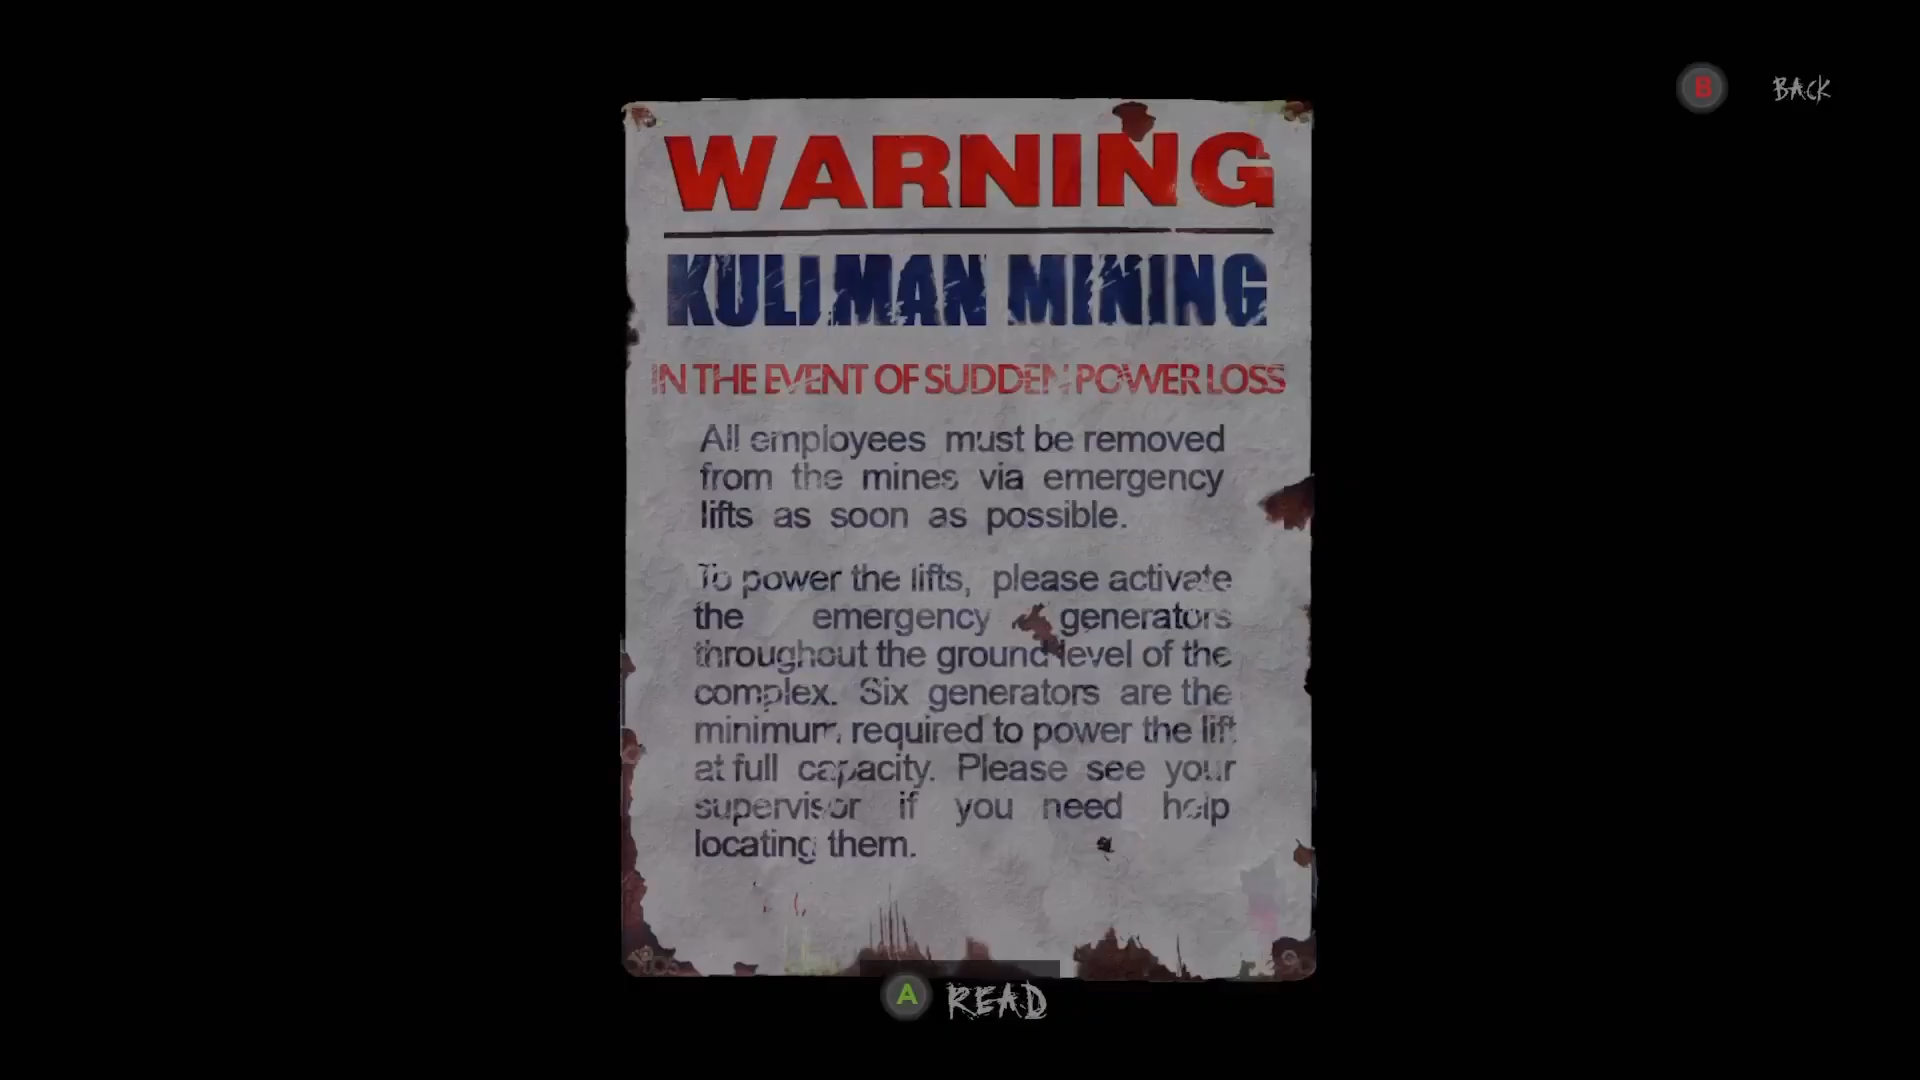 B BACK
WARNING
KULLMAN MINING
IN THE EVENT OF SUDDEN POWER LOSS
All employees must be removed
from the mines via emergency
lifts as soon as possible.
To power the lifts, please activate
the emergency generators
throughout the ground level of the
complex. Six generators are the
minimum required to power the lift
at full capacity. Please see your
supervisor if you need help
locating them.
A READ